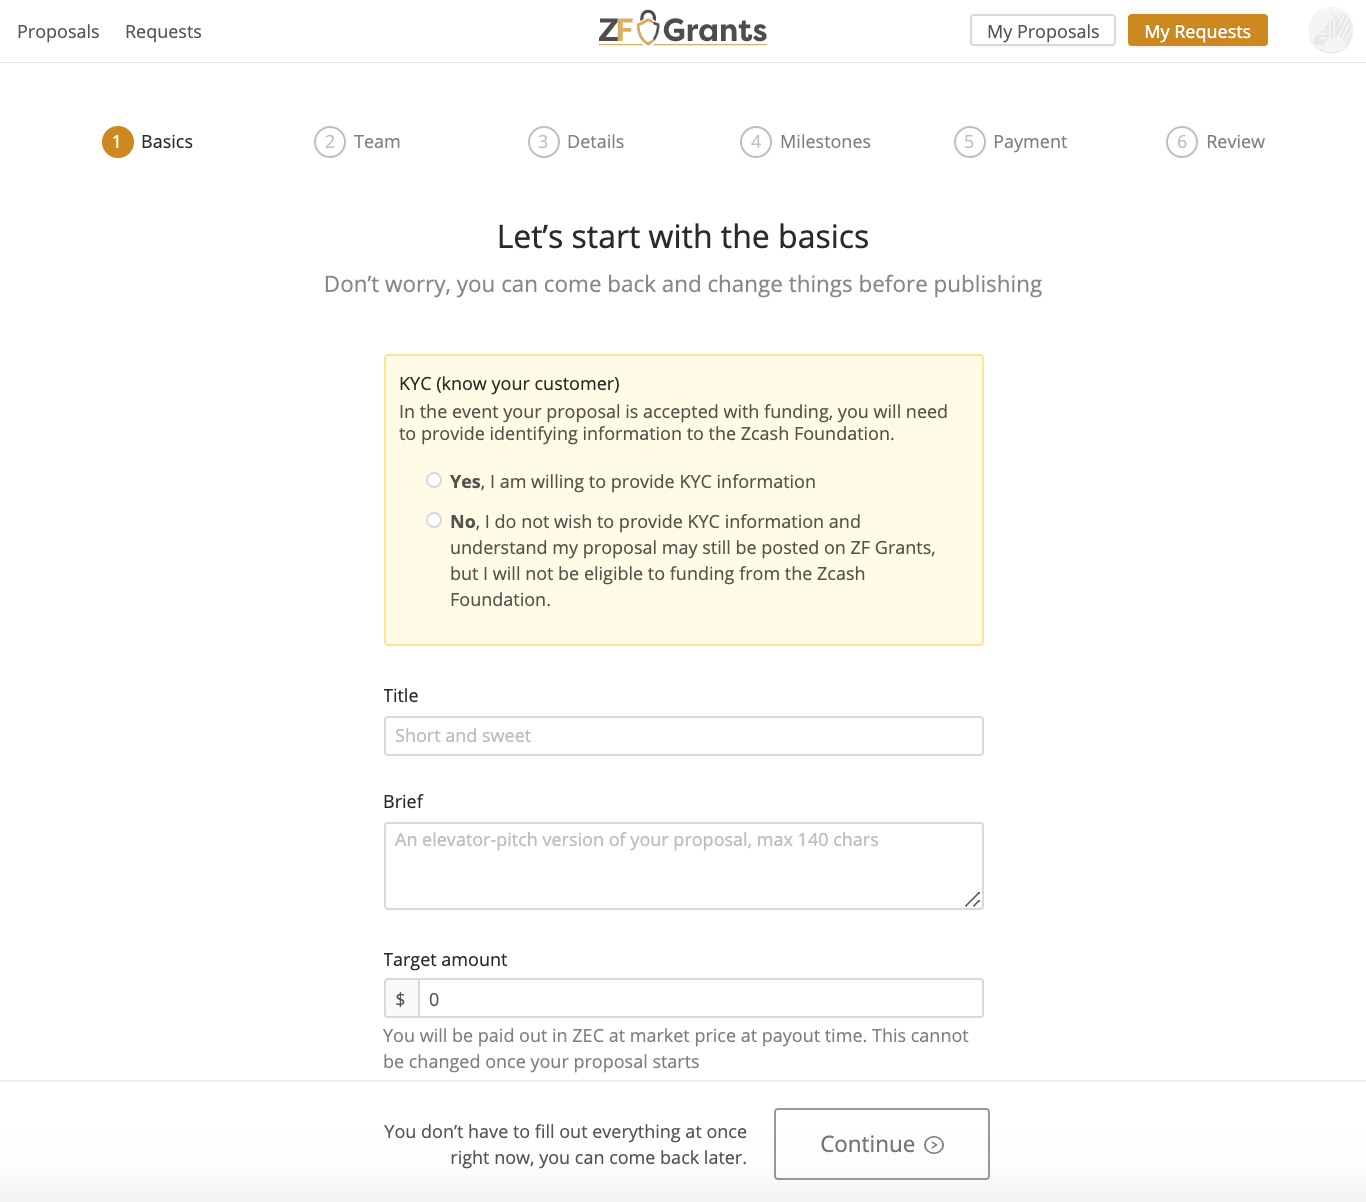 Proposals Requests ZF Grants My Proposals My Requests
1 Basics 2 Team 3 Details 4 Milestones 5 Payment 6 Review
Let’s start with the basics
Don’t worry, you can come back and change things before publishing
KYC (know your customer)
In the event your proposal is accepted with funding, you will need
to provide identifying information to the Zcash Foundation.
Yes, I am willing to provide KYC information
No, I do not wish to provide KYC information and
understand my proposal may still be posted on ZF Grants,
but I will not be eligible to funding from the Zcash
Foundation.
Title
Short and sweet
Brief
An elevator-pitch version of your proposal, max 140 chars
Target amount
$ 0
You will be paid out in ZEC at market price at payout time. This cannot
be changed once your proposal starts
You don’t have to fill out everything at once
right now, you can come back later.
Continue